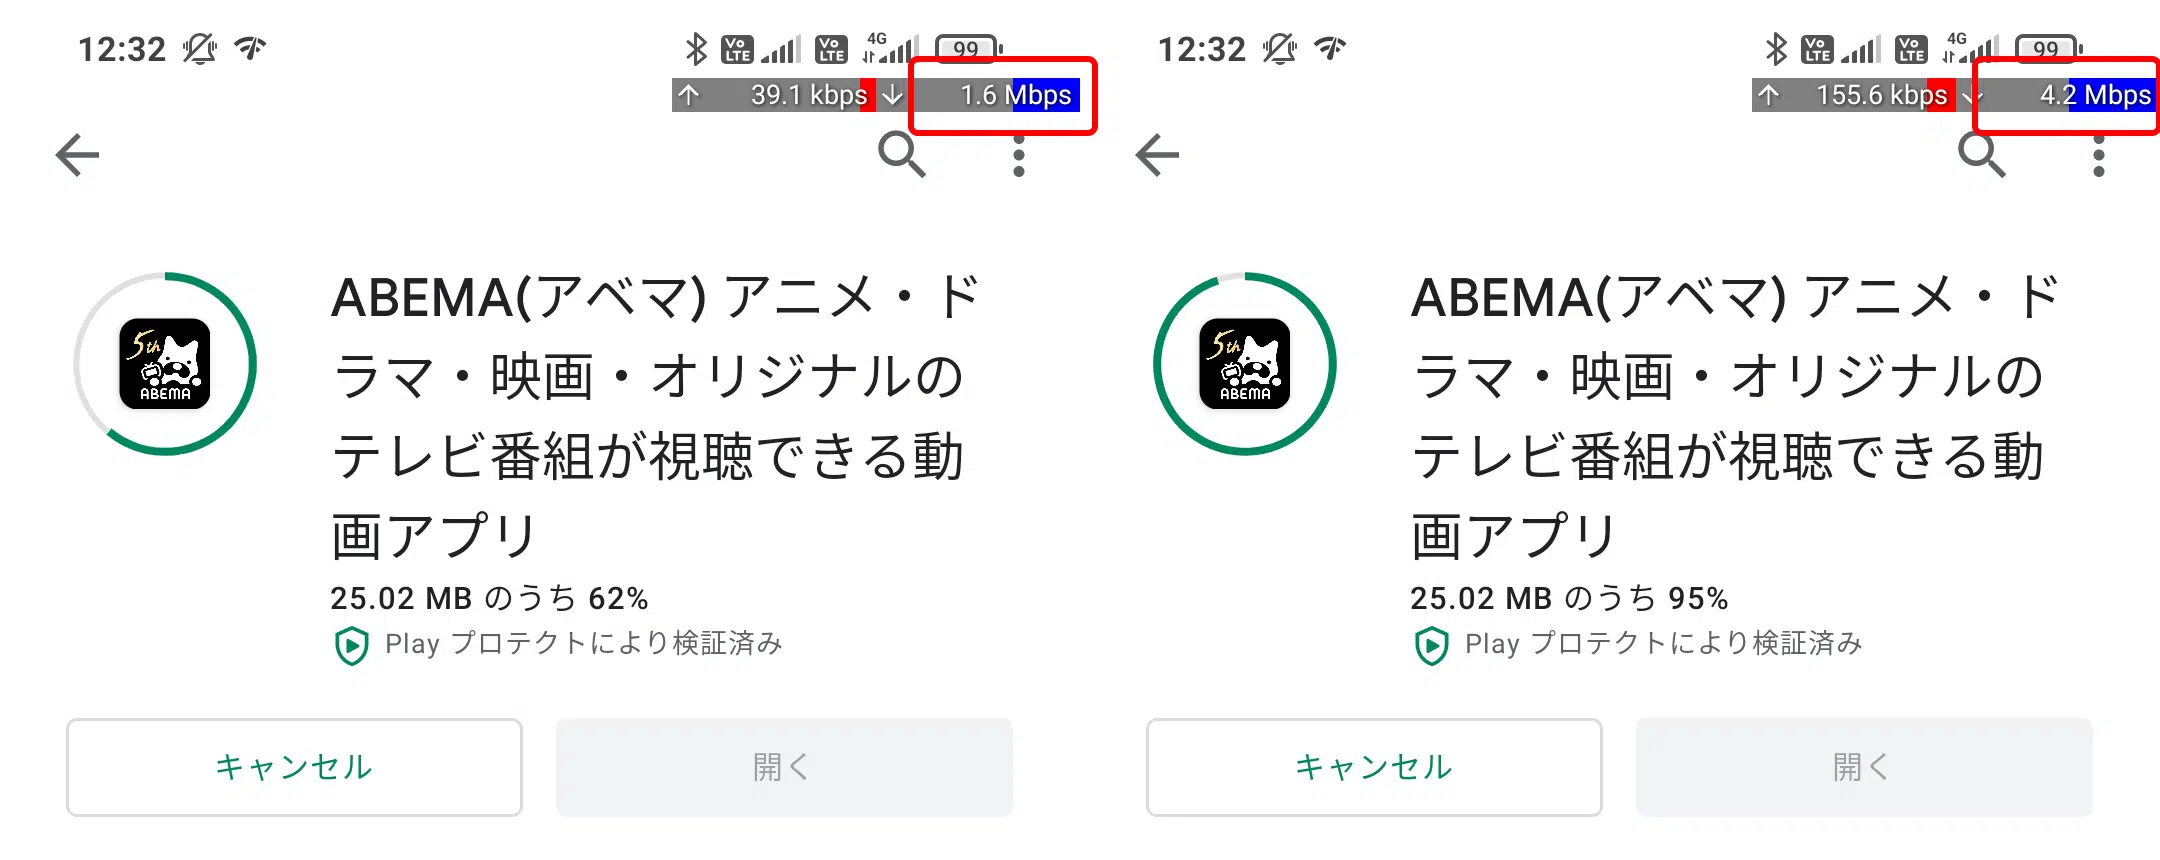 12:32
Vo LTE Vo LTE 4G 99
↑ 39.1 kbps ↓ 1.6 Mbps
5th
ABEMA
ABEMA(アベマ) アニメ・ド
ラマ・映画・オリジナルの
テレビ番組が視聴できる動
画アプリ
25.02 MB のうち 62%
Play プロテクトにより検証済み
キャンセル
開く
12:32
Vo LTE Vo LTE 4G 99
↑ 155.6 kbps ↓ 4.2 Mbps
5th
ABEMA
ABEMA(アベマ) アニメ・ド
ラマ・映画・オリジナルの
テレビ番組が視聴できる動
画アプリ
25.02 MB のうち 95%
Play プロテクトにより検証済み
キャンセル
開く